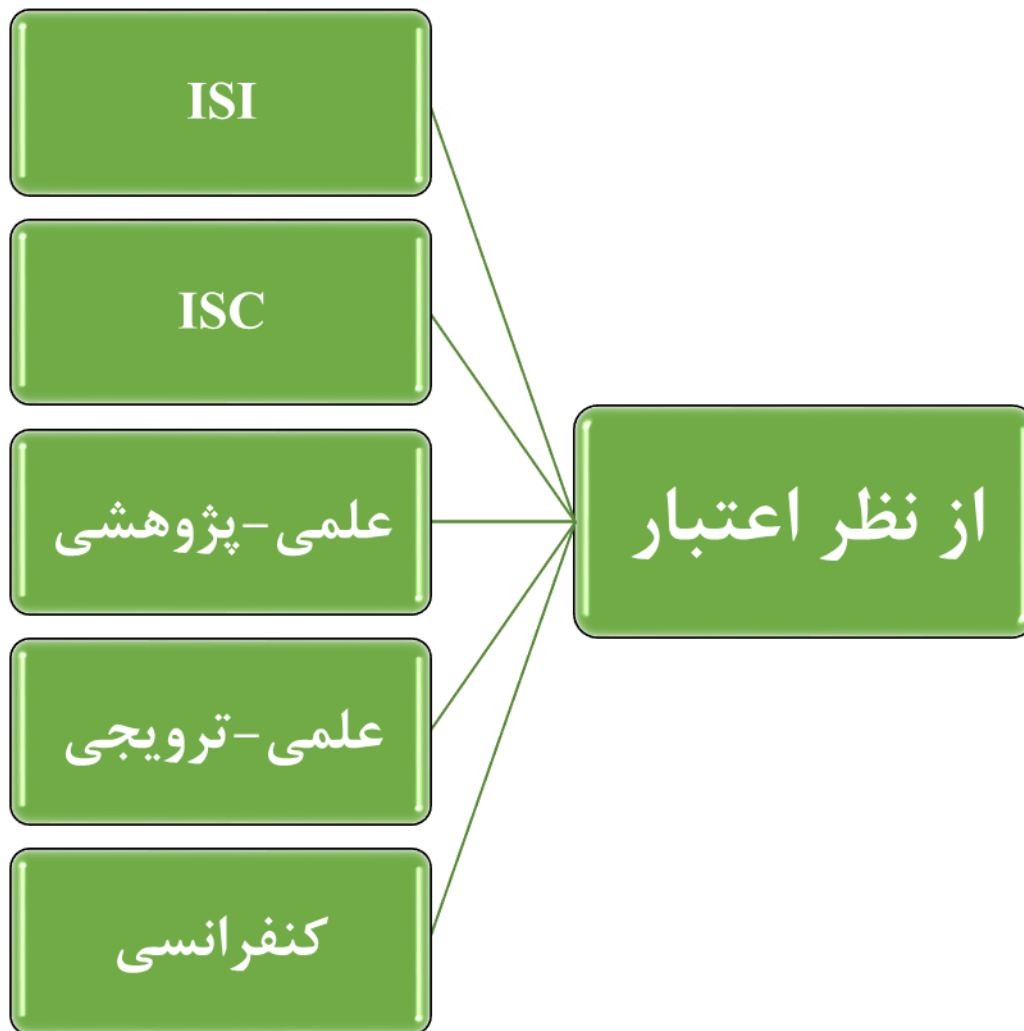 از نظر اعتبار
ISI
ISC
علمی-پژوهشی
علمی-ترویجی
کنفرانسی